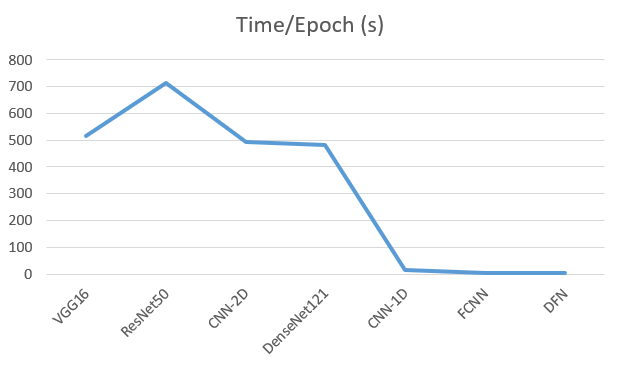 Time/Epoch (s)
800
700
600
500
400
300
200
100
0
VGG16
ResNet50
CNN-2D
DenseNet121
CNN-1D
FCNN
DFN